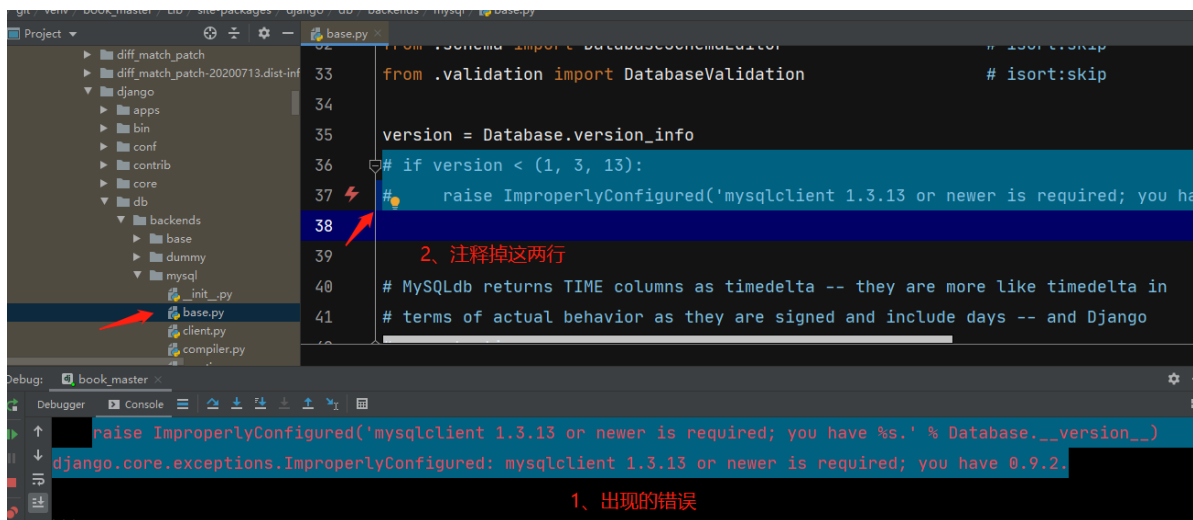 git / venv / book_master / Lib / site-packages / django / db / backends / mysql / base.py
Project
base.py
diff_match_patch
diff_match_patch-20200713.dist-inf
django
apps
bin
conf
contrib
core
db
backends
base
dummy
mysql
__init__.py
base.py
client.py
compiler.py
32 from .schema import DatabaseSchemaEditor # isort:skip
33 from .validation import DatabaseValidation # isort:skip
34
35 version = Database.version_info
36 # if version < (1, 3, 13):
37 # raise ImproperlyConfigured('mysqlclient 1.3.13 or newer is required; you ha
38
39 2、注释掉这两行
40 # MySQLdb returns TIME columns as timedelta -- they are more like timedelta in
41 # terms of actual behavior as they are signed and include days -- and Django
Debug: book_master
Debugger Console
raise ImproperlyConfigured('mysqlclient 1.3.13 or newer is required; you have %s.' % Database.__version__)
django.core.exceptions.ImproperlyConfigured: mysqlclient 1.3.13 or newer is required; you have 0.9.2.
1、出现的错误